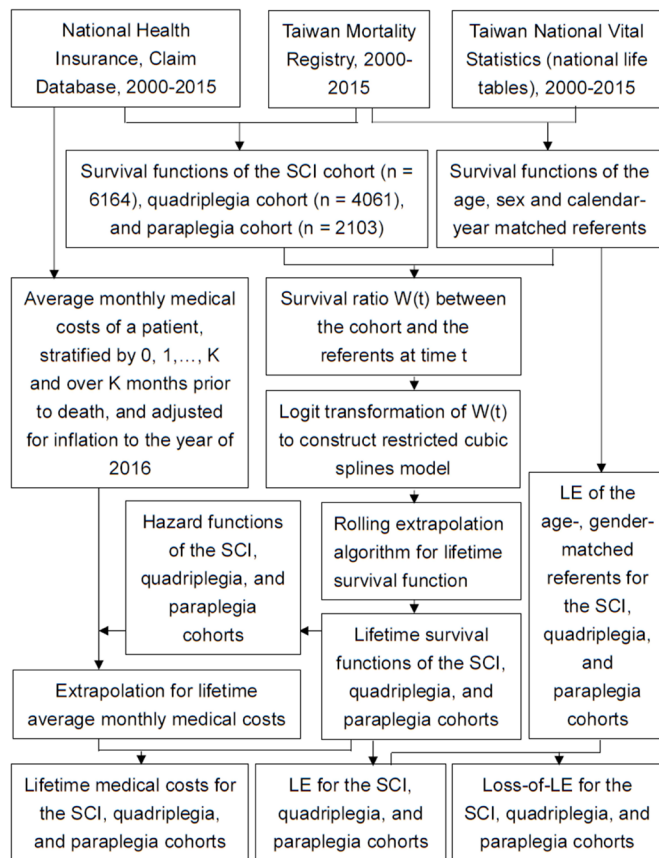 National Health
Insurance, Claim
Database, 2000-2015
Taiwan Mortality
Registry, 2000-
2015
Taiwan National Vital
Statistics (national life
tables), 2000-2015
Survival functions of the SCI cohort (n =
6164), quadriplegia cohort (n = 4061),
and paraplegia cohort (n = 2103)
Survival functions of the
age, sex and calendar-
year matched referents
Average monthly medical
costs of a patient,
stratified by 0, 1,…, K
and over K months prior
to death, and adjusted
for inflation to the year of
2016
Survival ratio W(t) between
the cohort and the
referents at time t
Logit transformation of W(t)
to construct restricted cubic
splines model
LE of the
age-, gender-
matched
referents for
the SCI,
quadriplegia,
and
paraplegia
cohorts
Hazard functions
of the SCI,
quadriplegia, and
paraplegia
cohorts
Rolling extrapolation
algorithm for lifetime
survival function
Lifetime survival
functions of the SCI,
quadriplegia, and
paraplegia cohorts
Extrapolation for lifetime
average monthly medical costs
Lifetime medical costs for
the SCI, quadriplegia,
and paraplegia cohorts
LE for the SCI,
quadriplegia, and
paraplegia cohorts
Loss-of-LE for the
SCI, quadriplegia, and
paraplegia cohorts